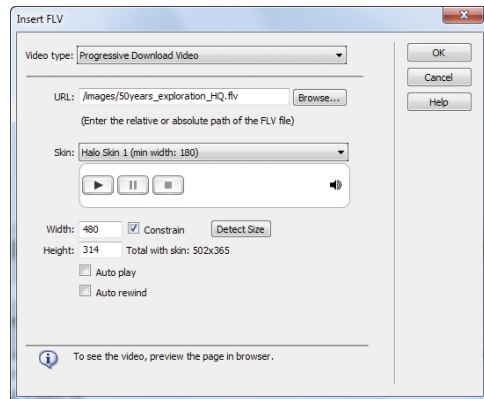 Insert FLV
Video type: Progressive Download Video
OK
Cancel
Help
URL: /images/50years_exploration_HQ.flv Browse...
(Enter the relative or absolute path of the FLV file)
Skin: Halo Skin 1 (min width: 180)
Width: 480 Constrain Detect Size
Height: 314 Total with skin: 502x365
Auto play
Auto rewind
To see the video, preview the page in browser.